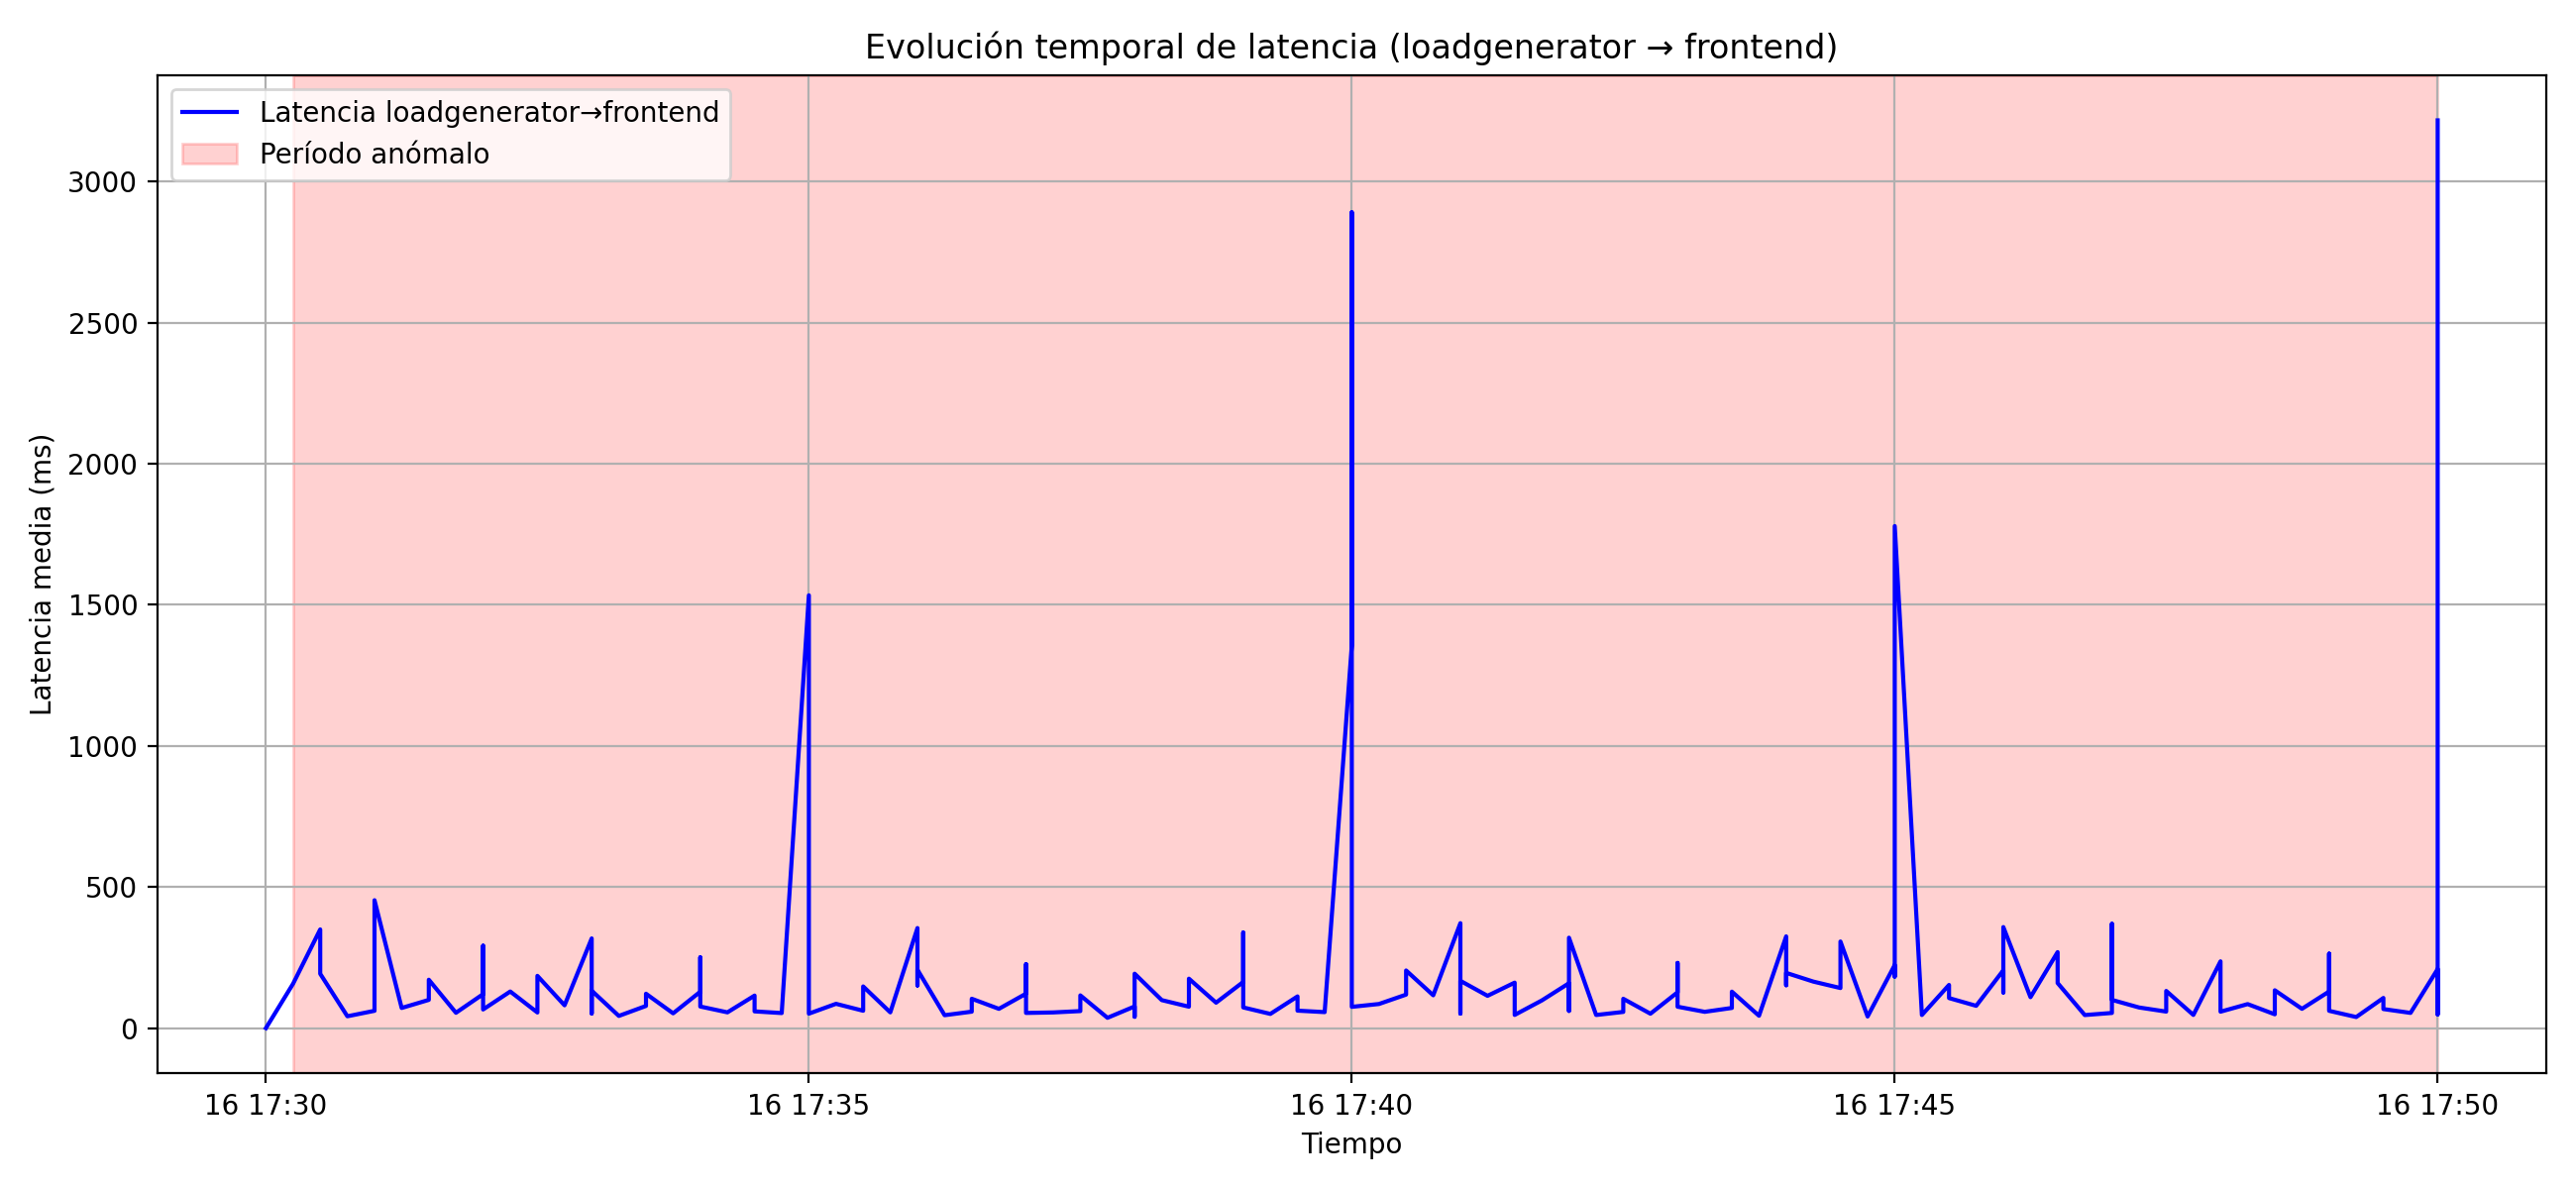 Evolución temporal de latencia (loadgenerator → frontend)
Latencia loadgenerator→frontend
Período anómalo
Latencia media (ms)
3000
2500
2000
1500
1000
500
0
16 17:30
16 17:35
16 17:40
16 17:45
16 17:50
Tiempo